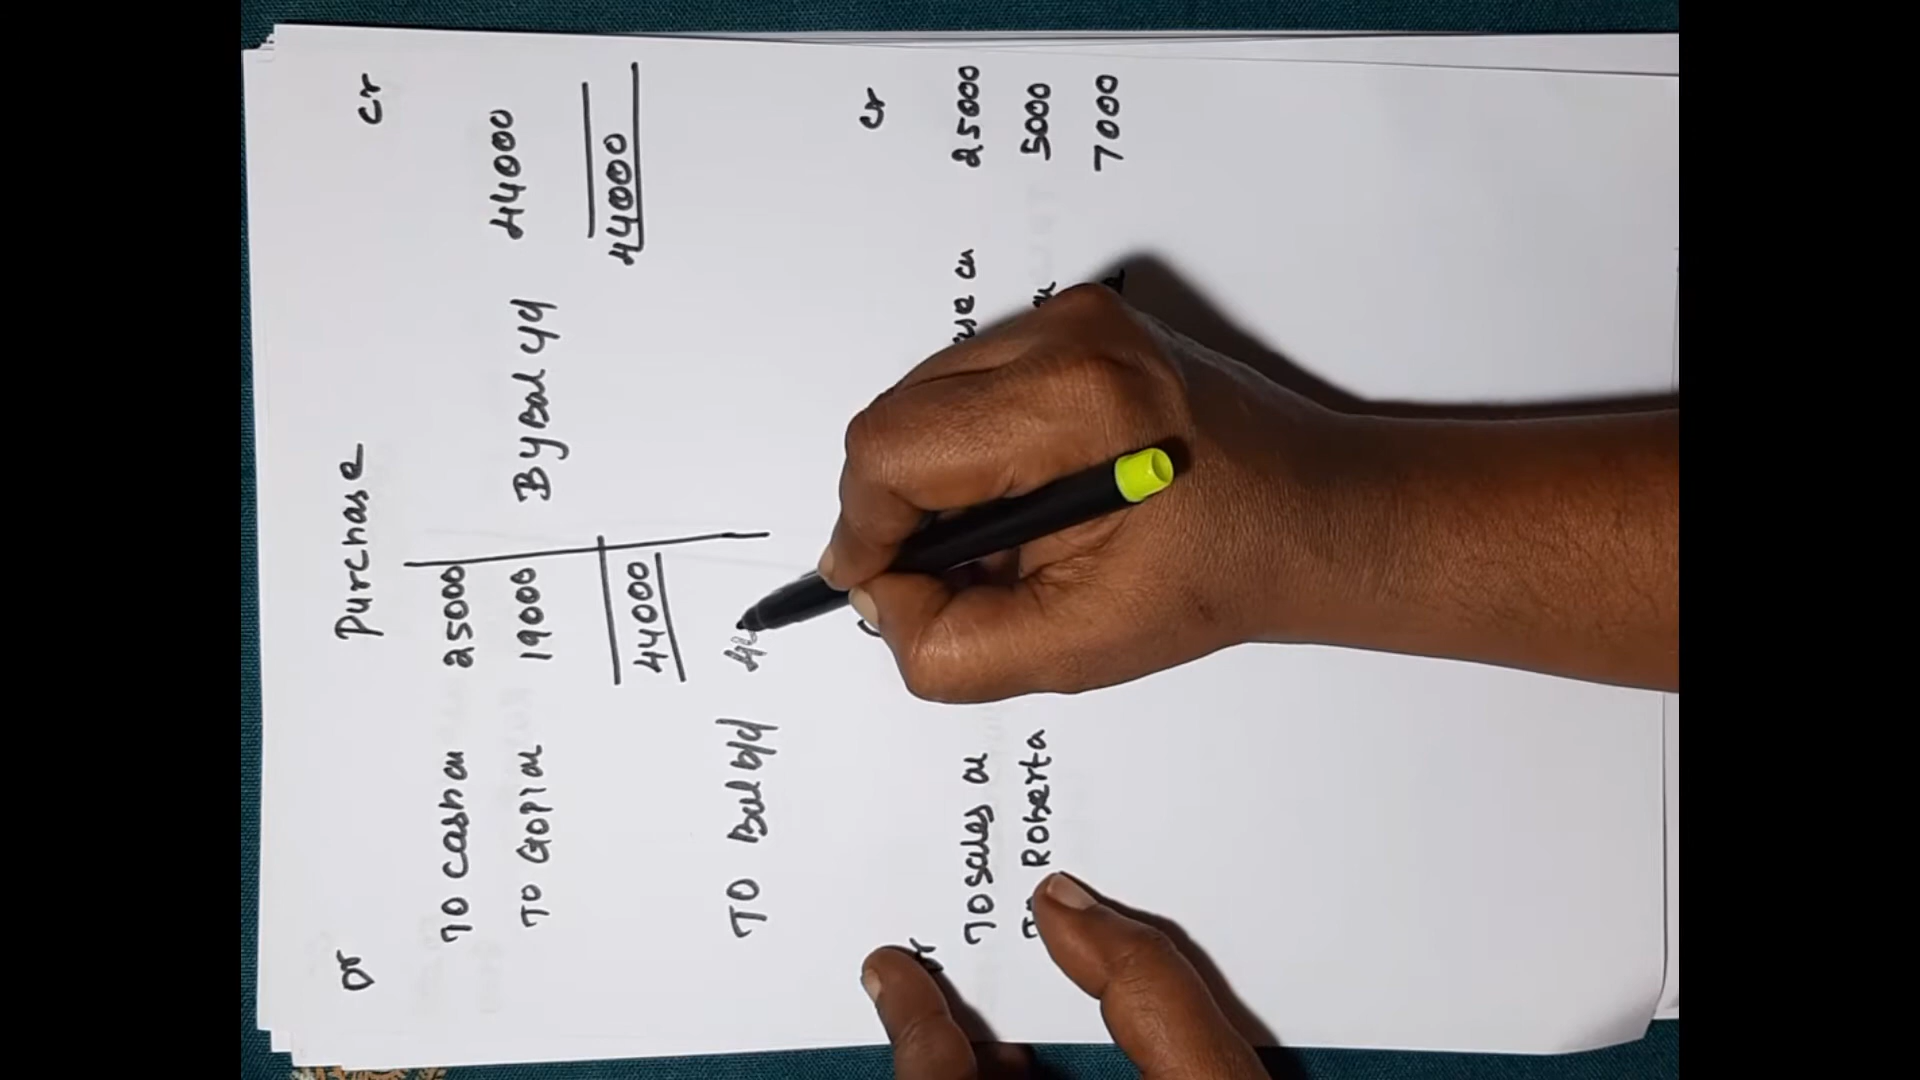 Dr Purchase Cr
To cash a/c 25000
To Gopi a/c 19000 By Bal c/d 44000
44000 44000
To Bal b/d
Cr
To Sales a/c a/c 25000
Roberta 5000
7000